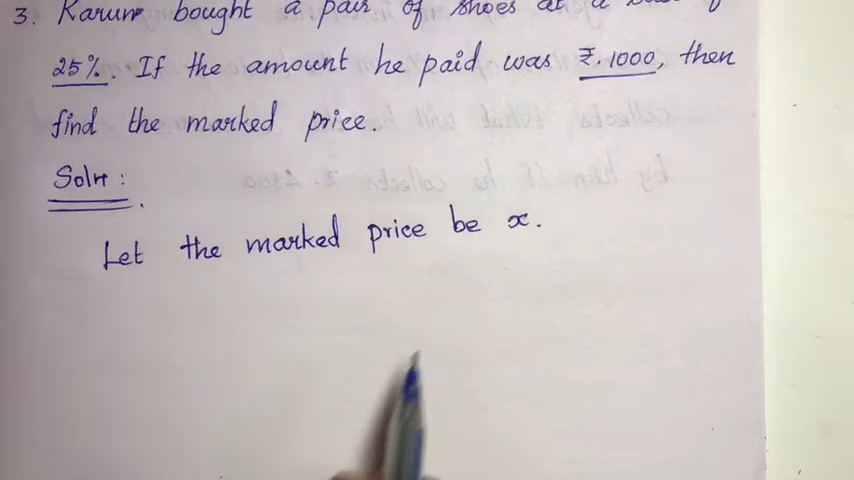 3. Karun bought a pair of shoes at a
25%. If the amount he paid was ₹. 1000, then
find the marked price.
Soln :
Let the marked price be x.